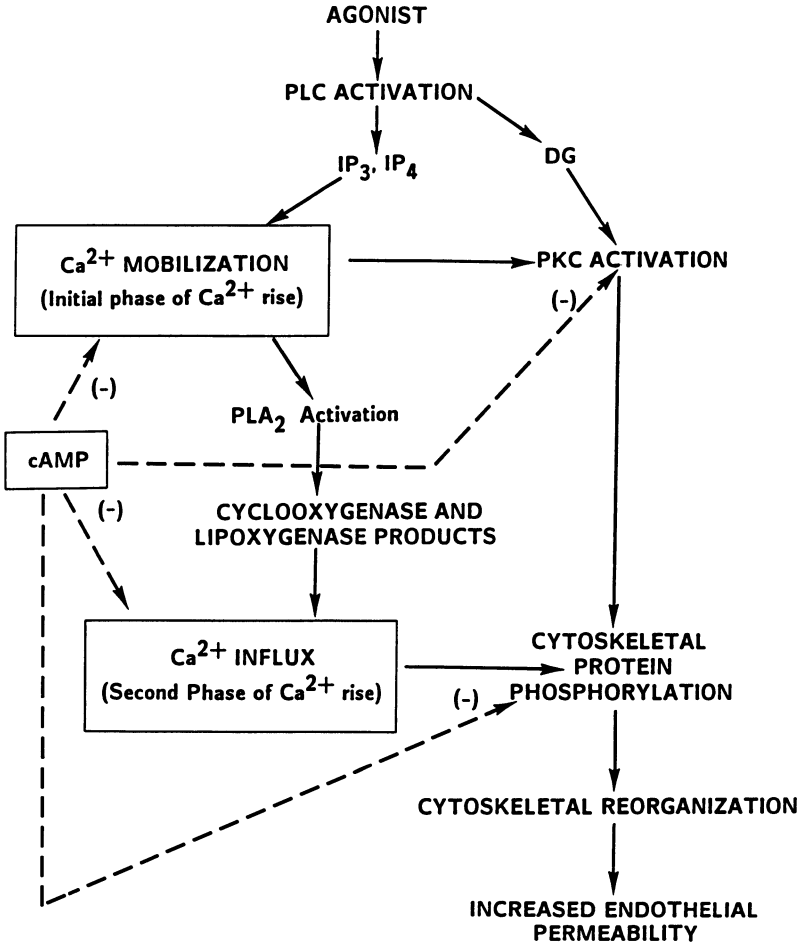 AGONIST
PLC ACTIVATION
DG
IP3, IP4
Ca2+ MOBILIZATION
(Initial phase of Ca2+ rise)
PKC ACTIVATION
(-)
(-)
PLA2 Activation
cAMP
(-)
CYCLOOXYGENASE AND
LIPOXYGENASE PRODUCTS
Ca2+ INFLUX
(Second Phase of Ca2+ rise)
CYTOSKELETAL
PROTEIN
PHOSPHORYLATION
(-)
CYTOSKELETAL REORGANIZATION
INCREASED ENDOTHELIAL
PERMEABILITY